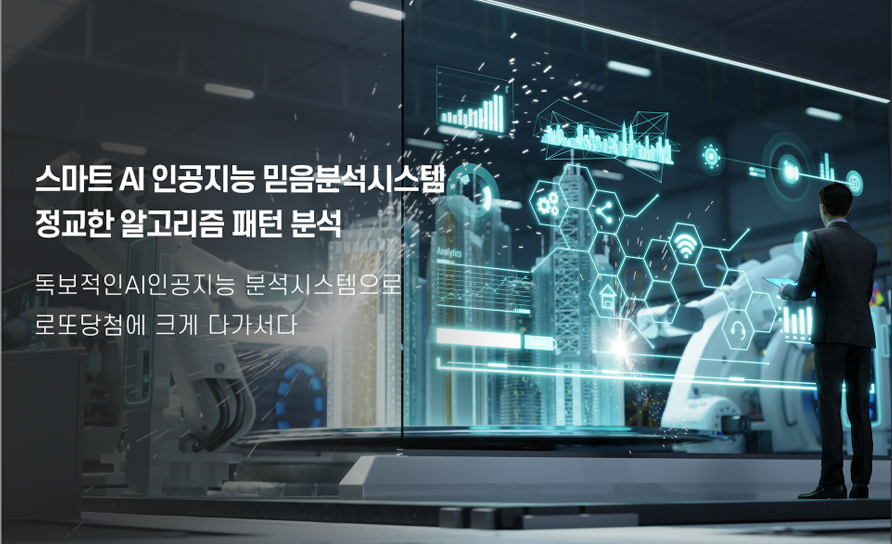 스마트 AI 인공지능 믿음분석시스템
정교한 알고리즘 패턴 분석
독보적인AI인공지능 분석시스템으로
로또당첨에 크게 다가서다
Analytics